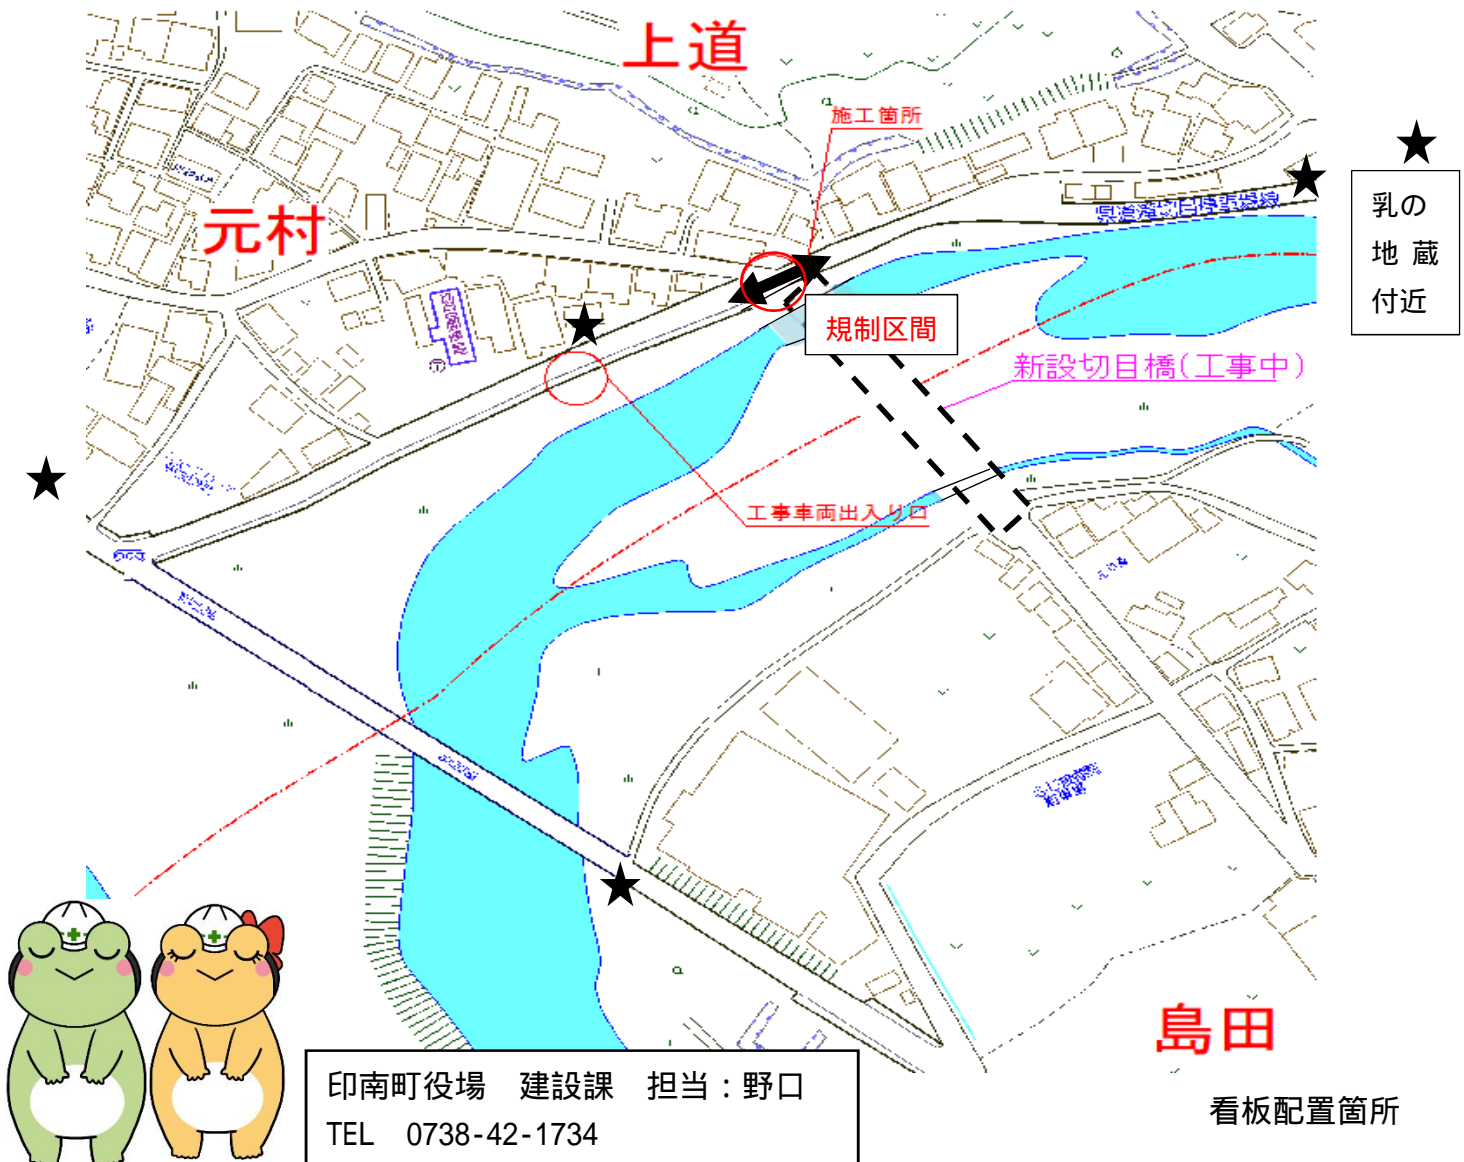 上道
施工箇所
元村
乳の
地蔵
付近
規制区間
新設切目橋(工事中)
工事車両出入り口
島田
印南町役場　建設課　担当：野口
TEL　0738-42-1734
看板配置箇所